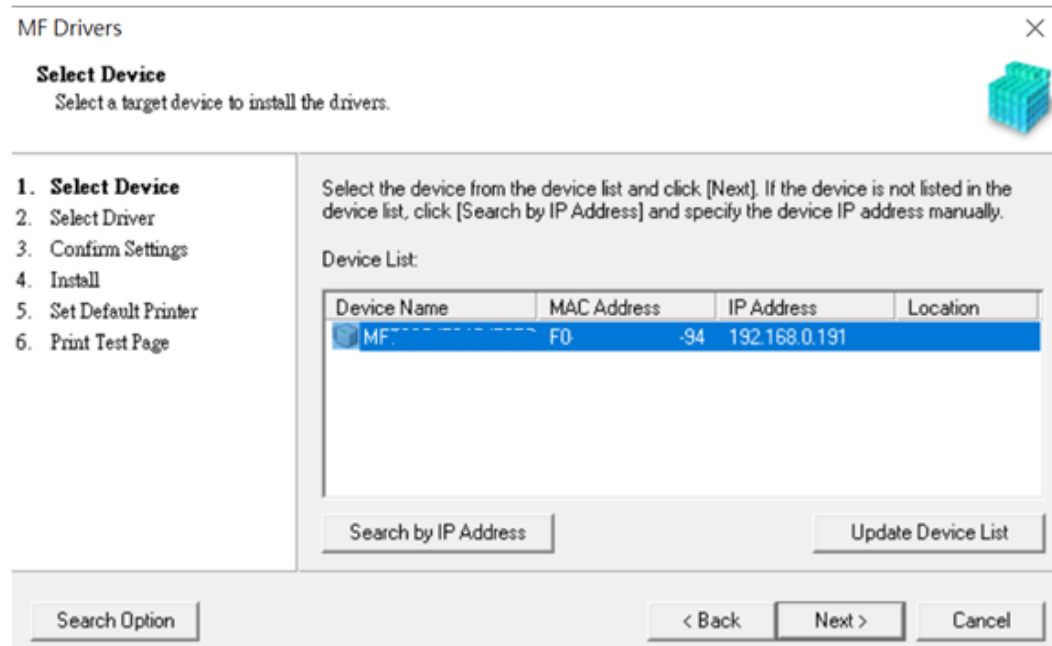 MF Drivers
Select Device
Select a target device to install the drivers.
1. Select Device
2. Select Driver
3. Confirm Settings
4. Install
5. Set Default Printer
6. Print Test Page
Select the device from the device list and click [Next]. If the device is not listed in the
device list, click [Search by IP Address] and specify the device IP address manually.
Device List:
Device Name MAC Address IP Address Location
MF F0- -94 192.168.0.191
Search by IP Address Update Device List
Search Option < Back Next > Cancel